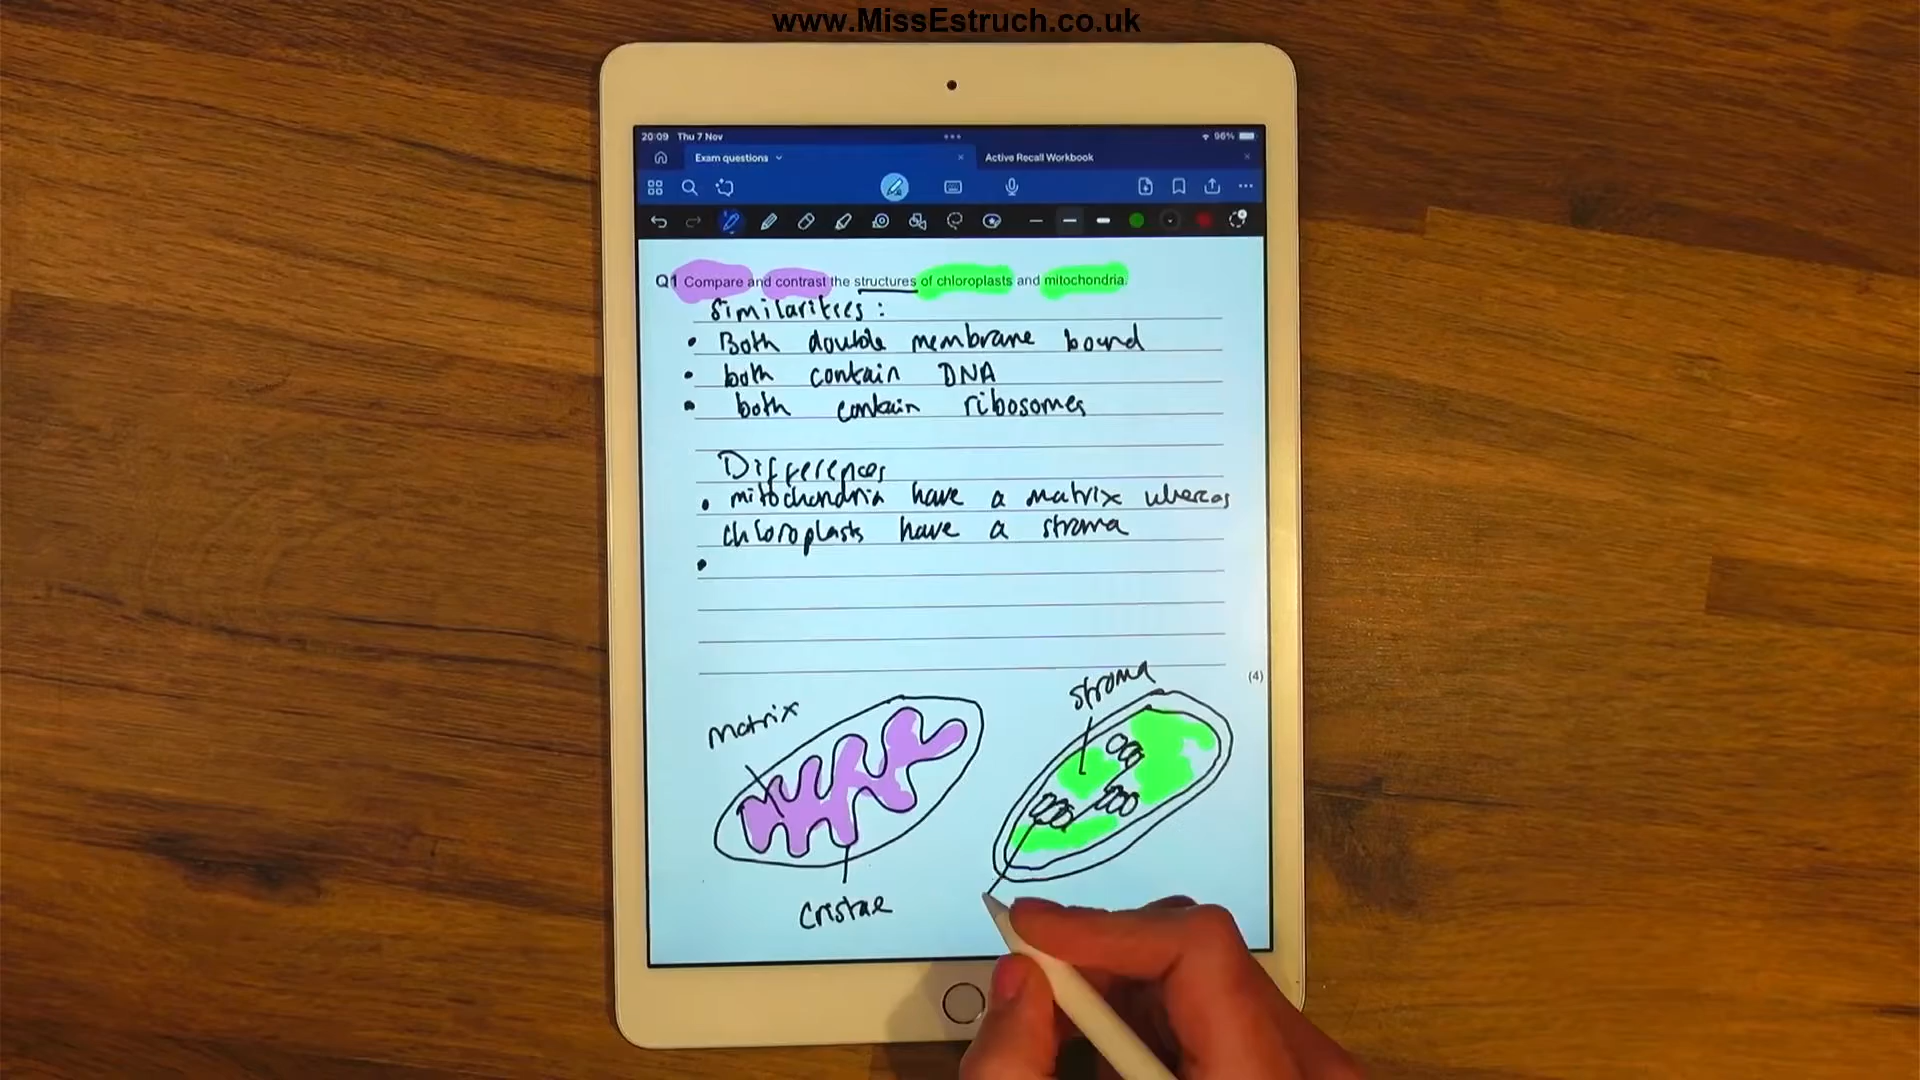 www.MissEstruch.co.uk
20:09 Thu 7 Nov
96%
Exam questions
Active Recall Workbook
Q1 Compare and contrast the structures of chloroplasts and mitochondria.
Similarities :
• Both double membrane bound
• both contain DNA
• both contain ribosomes
Differences
• mitochondria have a matrix whereas
chloroplasts have a stroma
•
(4)
stroma
matrix
Cristae